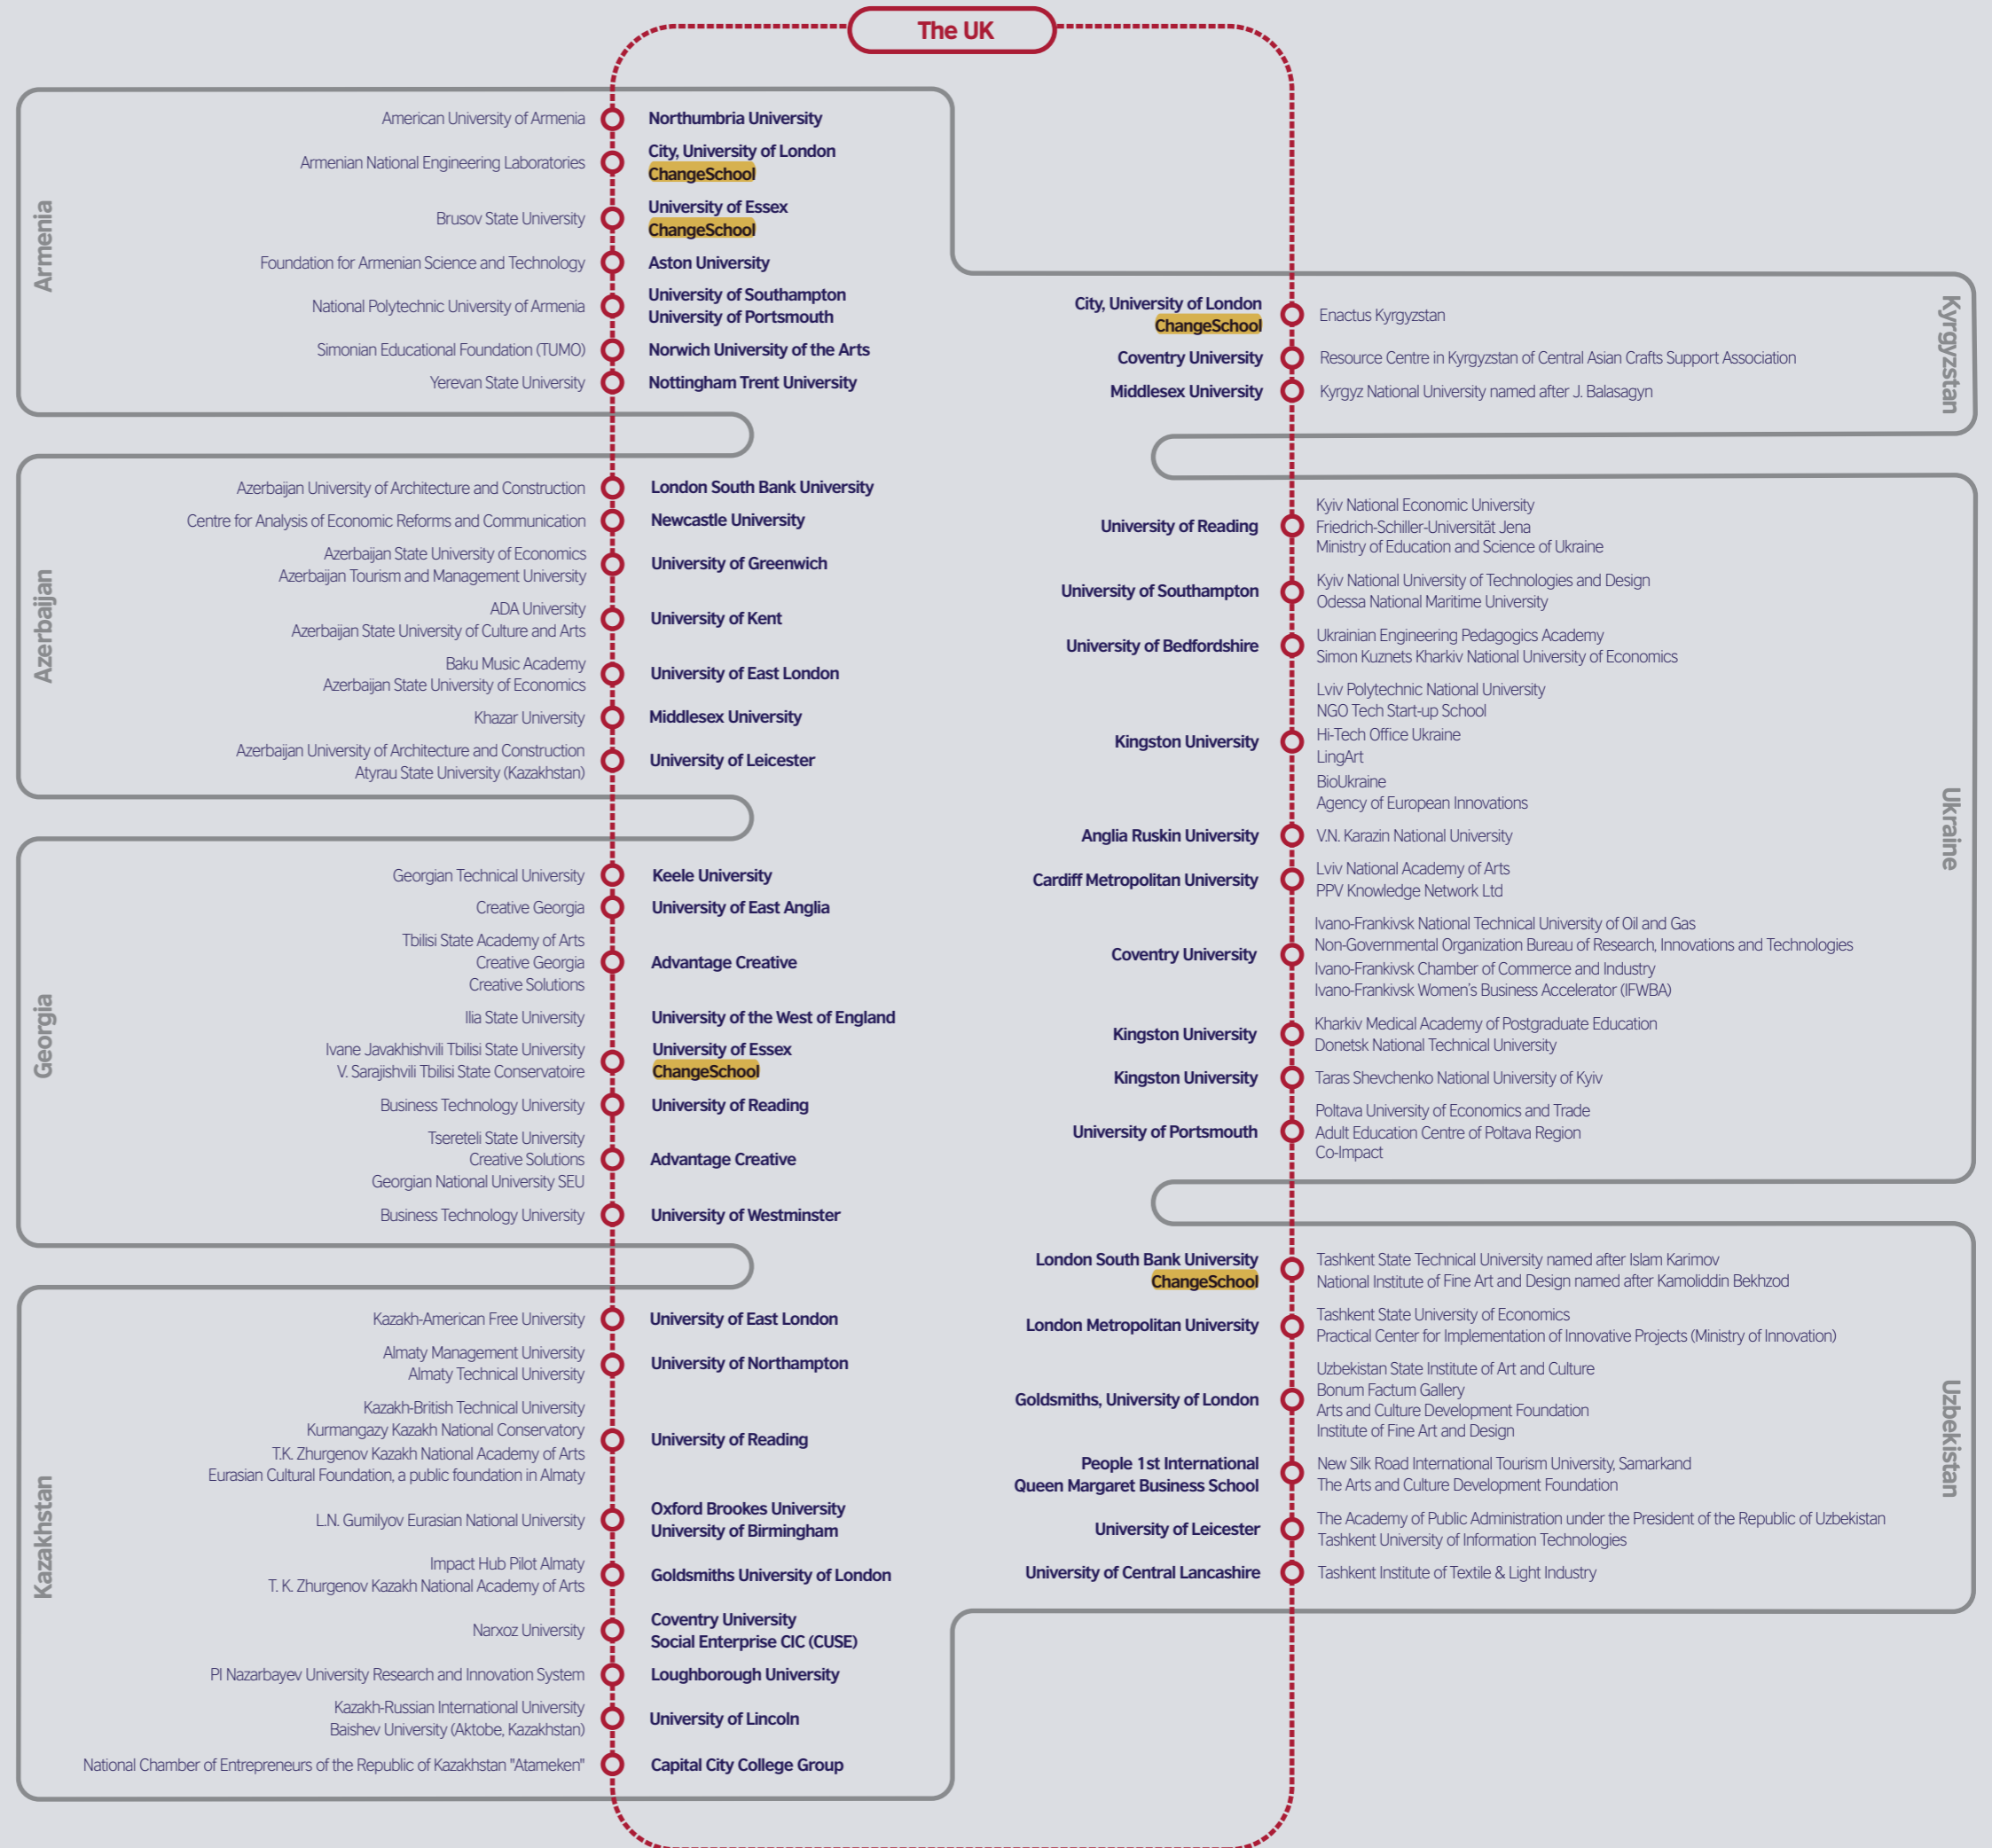 The UK
Armenia
American University of Armenia
Northumbria University
Armenian National Engineering Laboratories
City, University of London
ChangeSchool
Brusov State University
University of Essex
ChangeSchool
Foundation for Armenian Science and Technology
Aston University
National Polytechnic University of Armenia
University of Southampton
University of Portsmouth
Simonian Educational Foundation (TUMO)
Norwich University of the Arts
Yerevan State University
Nottingham Trent University
Azerbaijan
Azerbaijan University of Architecture and Construction
London South Bank University
Centre for Analysis of Economic Reforms and Communication
Newcastle University
Azerbaijan State University of Economics
Azerbaijan Tourism and Management University
University of Greenwich
ADA University
Azerbaijan State University of Culture and Arts
University of Kent
Baku Music Academy
Azerbaijan State University of Economics
University of East London
Khazar University
Middlesex University
Azerbaijan University of Architecture and Construction
Atyrau State University (Kazakhstan)
University of Leicester
Georgia
Georgian Technical University
Keele University
Creative Georgia
University of East Anglia
Tbilisi State Academy of Arts
Creative Georgia
Creative Solutions
Advantage Creative
Ilia State University
University of the West of England
Ivane Javakhishvili Tbilisi State University
V. Sarajishvili Tbilisi State Conservatoire
University of Essex
ChangeSchool
Business Technology University
University of Reading
Tsereteli State University
Creative Solutions
Georgian National University SEU
Advantage Creative
Business Technology University
University of Westminster
Kazakhstan
Kazakh-American Free University
University of East London
Almaty Management University
Almaty Technical University
University of Northampton
Kazakh-British Technical University
Kurmangazy Kazakh National Conservatory
T.K. Zhurgenov Kazakh National Academy of Arts
Eurasian Cultural Foundation, a public foundation in Almaty
University of Reading
L.N. Gumilyov Eurasian National University
Oxford Brookes University
University of Birmingham
Impact Hub Pilot Almaty
T. K. Zhurgenov Kazakh National Academy of Arts
Goldsmiths University of London
Narxoz University
Coventry University
Social Enterprise CIC (CUSE)
PI Nazarbayev University Research and Innovation System
Loughborough University
Kazakh-Russian International University
Baishev University (Aktobe, Kazakhstan)
University of Lincoln
National Chamber of Entrepreneurs of the Republic of Kazakhstan "Atameken"
Capital City College Group
Kyrgyzstan
City, University of London
ChangeSchool
Enactus Kyrgyzstan
Coventry University
Resource Centre in Kyrgyzstan of Central Asian Crafts Support Association
Middlesex University
Kyrgyz National University named after J. Balasagyn
Ukraine
University of Reading
Kyiv National Economic University
Friedrich-Schiller-Universität Jena
Ministry of Education and Science of Ukraine
University of Southampton
Kyiv National University of Technologies and Design
Odessa National Maritime University
University of Bedfordshire
Ukrainian Engineering Pedagogics Academy
Simon Kuznets Kharkiv National University of Economics
Kingston University
Lviv Polytechnic National University
NGO Tech Start-up School
Hi-Tech Office Ukraine
LingArt
BioUkraine
Agency of European Innovations
Anglia Ruskin University
V.N. Karazin National University
Cardiff Metropolitan University
Lviv National Academy of Arts
PPV Knowledge Network Ltd
Coventry University
Ivano-Frankivsk National Technical University of Oil and Gas
Non-Governmental Organization Bureau of Research, Innovations and Technologies
Ivano-Frankivsk Chamber of Commerce and Industry
Ivano-Frankivsk Women's Business Accelerator (IFWBA)
Kingston University
Kharkiv Medical Academy of Postgraduate Education
Donetsk National Technical University
Kingston University
Taras Shevchenko National University of Kyiv
University of Portsmouth
Poltava University of Economics and Trade
Adult Education Centre of Poltava Region
Co-Impact
Uzbekistan
London South Bank University
ChangeSchool
Tashkent State Technical University named after Islam Karimov
National Institute of Fine Art and Design named after Kamoliddin Bekhzod
London Metropolitan University
Tashkent State University of Economics
Practical Center for Implementation of Innovative Projects (Ministry of Innovation)
Goldsmiths, University of London
Uzbekistan State Institute of Art and Culture
Bonum Factum Gallery
Arts and Culture Development Foundation
Institute of Fine Art and Design
People 1st International
Queen Margaret Business School
New Silk Road International Tourism University, Samarkand
The Arts and Culture Development Foundation
University of Leicester
The Academy of Public Administration under the President of the Republic of Uzbekistan
Tashkent University of Information Technologies
University of Central Lancashire
Tashkent Institute of Textile & Light Industry